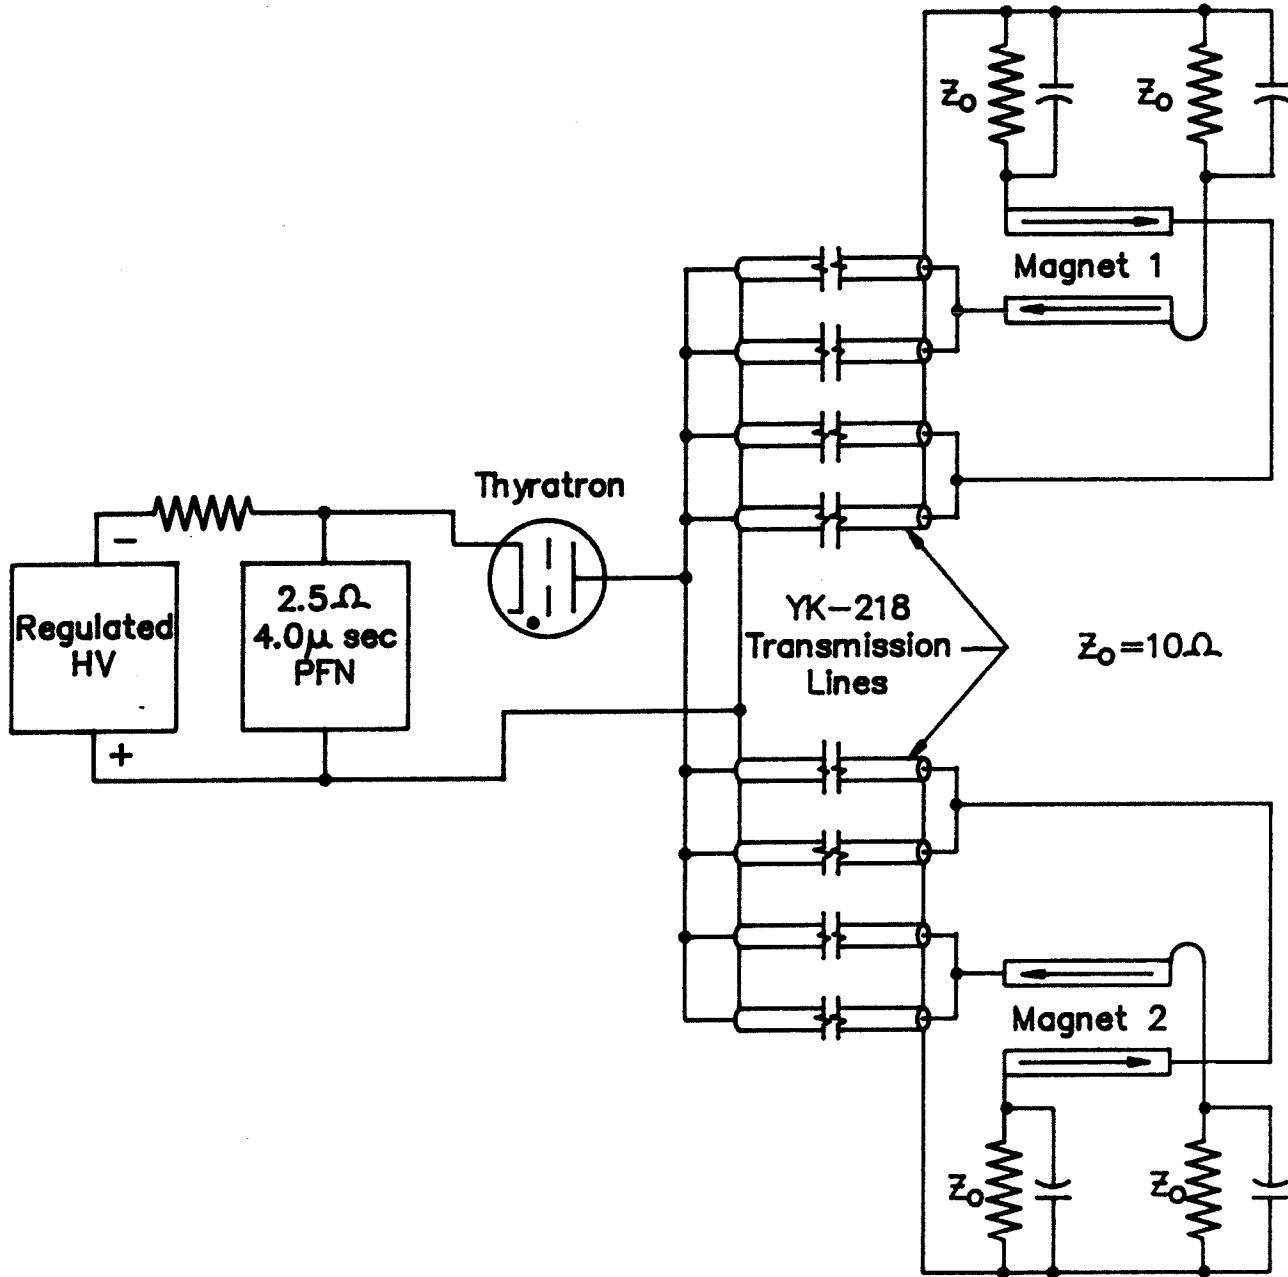 Z₀
Z₀
Magnet 1
Thyratron
−
Regulated
HV
+
2.5Ω
4.0μ sec
PFN
YK-218
Transmission
Lines
Z₀=10Ω
Magnet 2
Z₀
Z₀